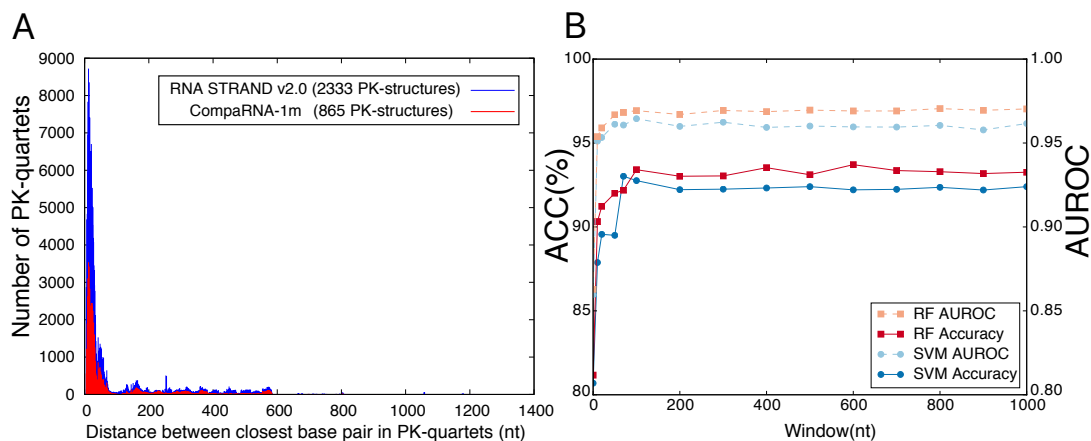 A
B
9000
8000
7000
6000
5000
4000
3000
2000
1000
0
Number of PK-quartets
RNA STRAND v2.0 (2333 PK-structures)
CompaRNA-1m (865 PK-structures)
0 200 400 600 800 1000 1200 1400
Distance between closest base pair in PK-quartets (nt)
100
95
90
85
80
ACC(%)
1.00
0.95
0.90
0.85
0.80
AUROC
RF AUROC
RF Accuracy
SVM AUROC
SVM Accuracy
0 200 400 600 800 1000
Window(nt)